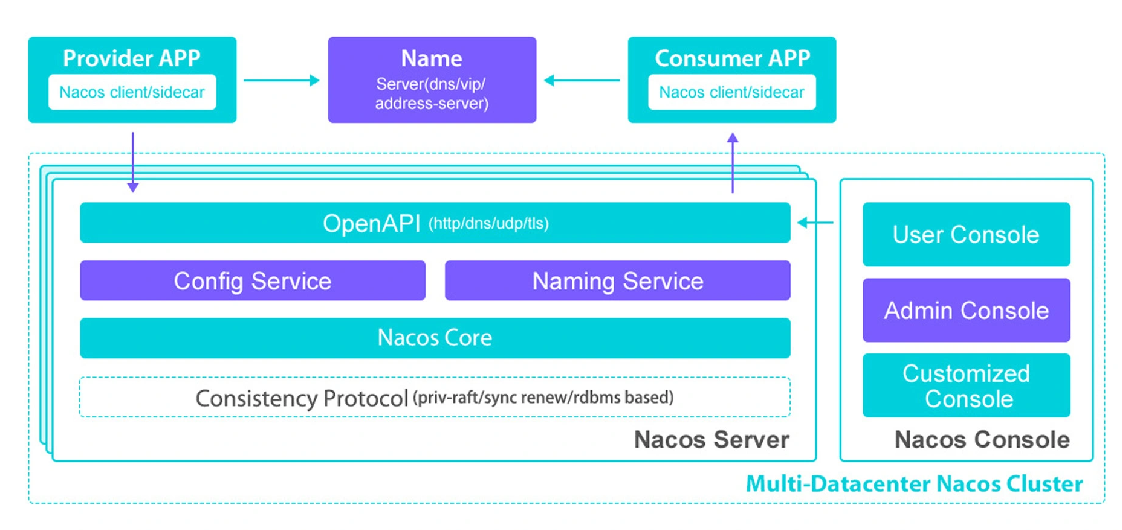 Provider APP
Nacos client/sidecar
Name
Server(dns/vip/
address-server)
Consumer APP
Nacos client/sidecar
OpenAPI (http/dns/udp/tls)
Config Service
Naming Service
Nacos Core
Consistency Protocol (priv-raft/sync renew/rdbms based)
Nacos Server
User Console
Admin Console
Customized
Console
Nacos Console
Multi-Datacenter Nacos Cluster